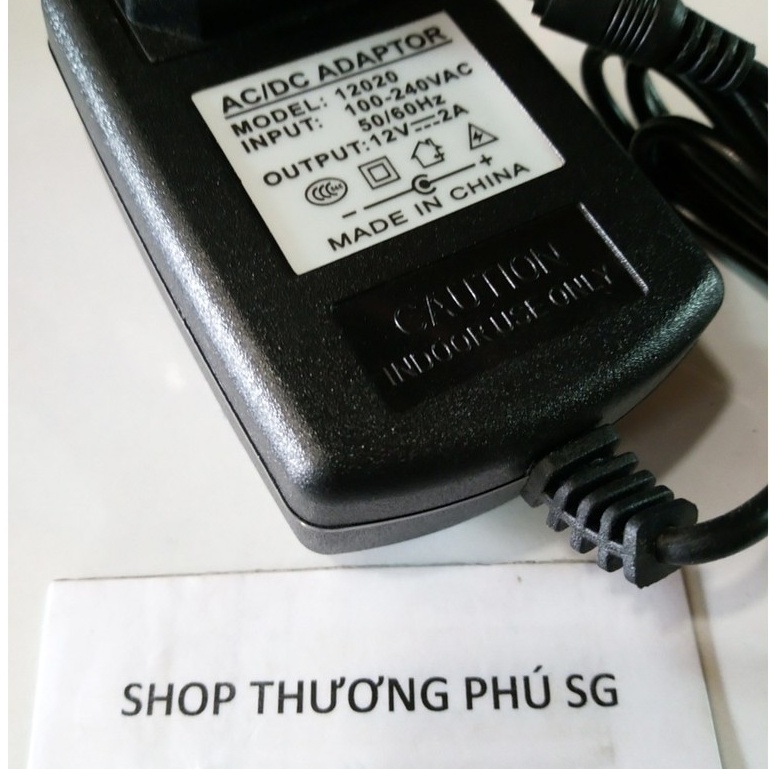 AC/DC ADAPTOR
MODEL: 12020
INPUT: 100-240VAC
50/60Hz
OUTPUT:12V⎓2A
- +
MADE IN CHINA
CAUTION
INDOOR USE ONLY
SHOP THƯƠNG PHÚ SG